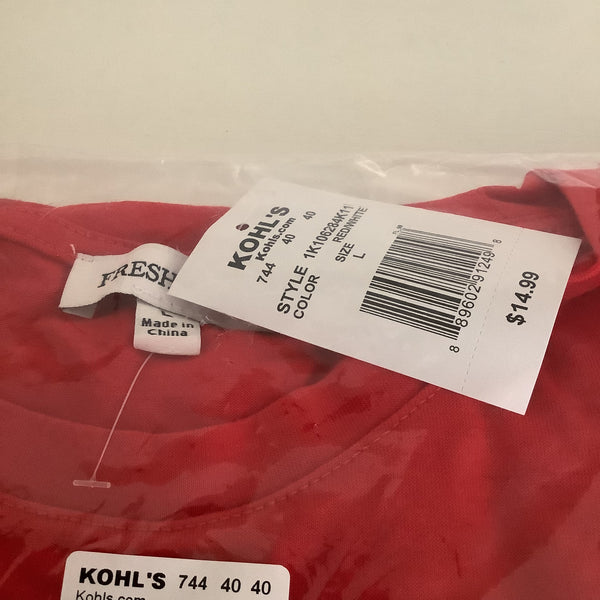 KOHL'S
Kohls.com
744 40 40
STYLE 1K106284K11
COLOR RED/WHITE
SIZE
L
8 89602 91249 8
$14.99
FRESH
Made in
China
KOHL'S 744 40 40
Kohls.com